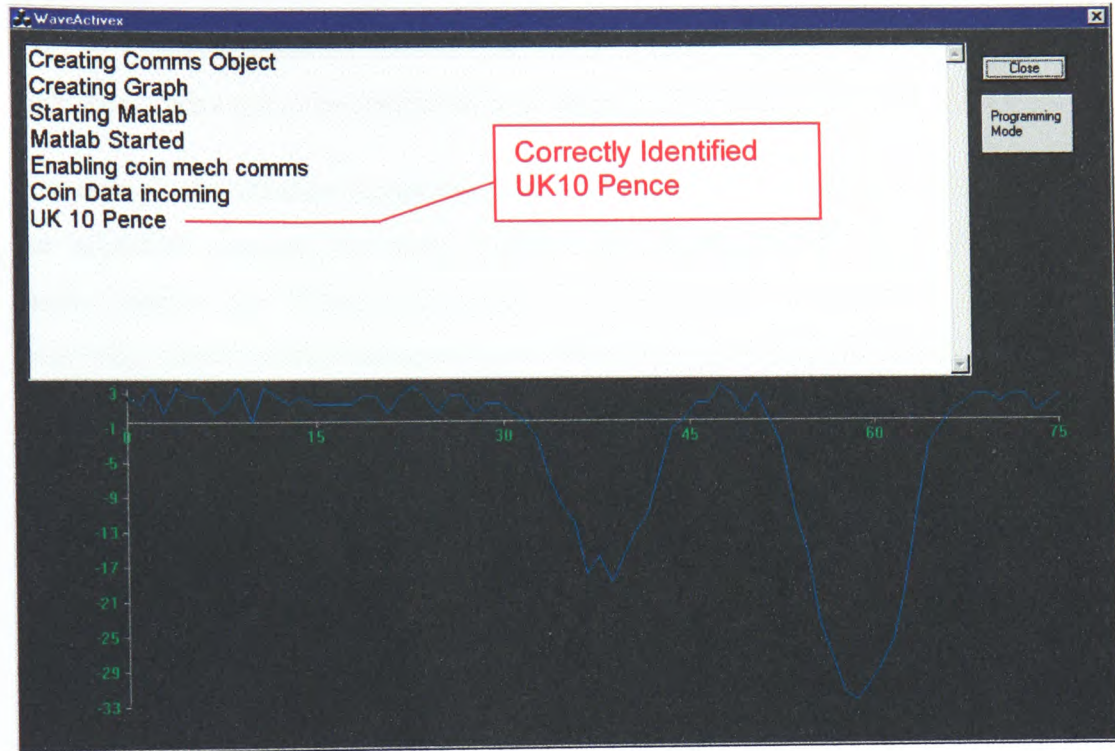 WaveActivex
Creating Comms Object
Creating Graph
Starting Matlab
Matlab Started
Enabling coin mech comms
Coin Data incoming
UK 10 Pence
Correctly Identified
UK10 Pence
Close
Programming
Mode
3
-1
-5
-9
-13
-17
-21
-25
-29
-33
0 15 30 45 60 75